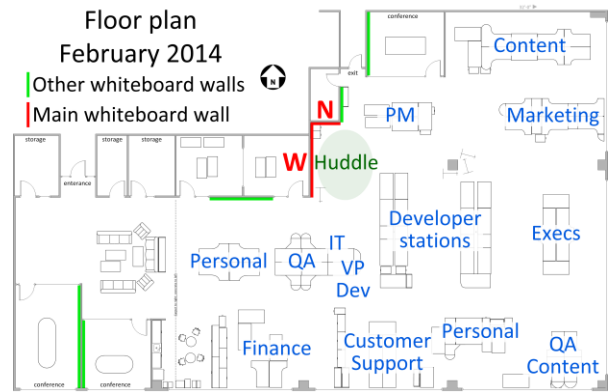 Floor plan
February 2014
Other whiteboard walls
Main whiteboard wall
N
conference
exit
Content
N
PM
Marketing
storage
storage
storage
entrance
W
Huddle
Developer
stations
Execs
Personal
QA
IT
VP
Dev
Finance
Customer
Support
Personal
QA
Content
conference
conference